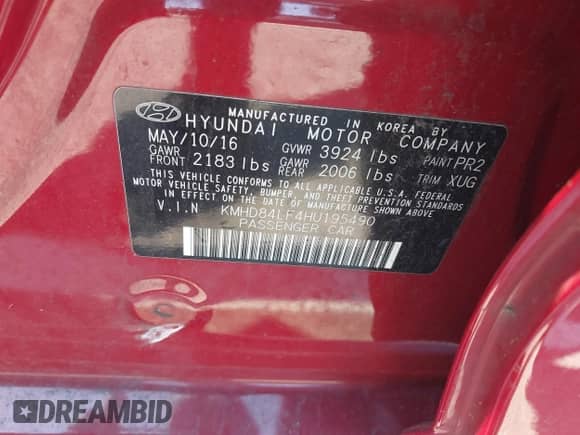 MANUFACTURED IN KOREA BY
HYUNDAI MOTOR COMPANY
MAY/10/16 GVWR 3924 lbs PAINT PR2
GAWR FRONT 2183 lbs GAWR REAR 2006 lbs TRIM XUG
THIS VEHICLE CONFORMS TO ALL APPLICABLE U.S.A. FEDERAL
MOTOR VEHICLE SAFETY, BUMPER, AND THEFT PREVENTION STANDARDS
IN EFFECT ON THE DATE OF MANUFACTURE SHOWN ABOVE.
V.I.N KMHD84LF4HU195490
PASSENGER CAR
DREAMBID